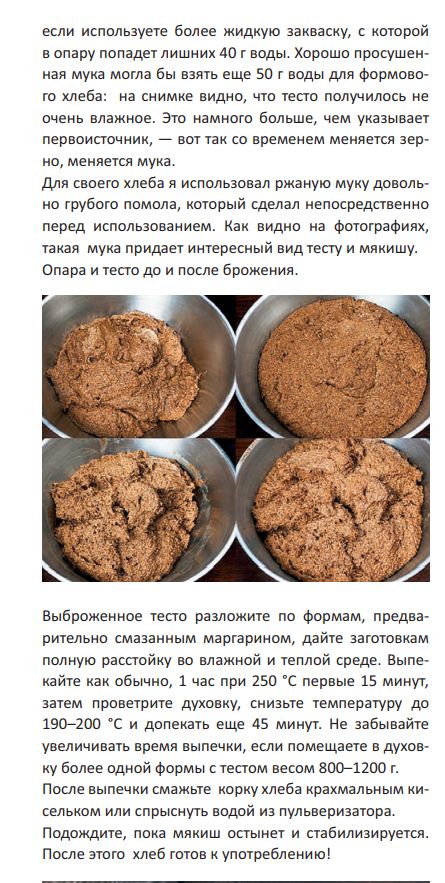 если используете более жидкую закваску, с которой
в опару попадет лишних 40 г воды. Хорошо просушен-
ная мука могла бы взять еще 50 г воды для формово-
го хлеба: на снимке видно, что тесто получилось не
очень влажное. Это намного больше, чем указывает
первоисточник, — вот так со временем меняется зер-
но, меняется мука.
Для своего хлеба я использовал ржаную муку доволь-
но грубого помола, который сделал непосредственно
перед использованием. Как видно на фотографиях,
такая мука придает интересный вид тесту и мякишу.
Опара и тесто до и после брожения.
Выброженное тесто разложите по формам, предва-
рительно смазанным маргарином, дайте заготовкам
полную расстойку во влажной и теплой среде. Выпе-
кайте как обычно, 1 час при 250 °С первые 15 минут,
затем проветрите духовку, снизьте температуру до
190–200 °С и допекать еще 45 минут. Не забывайте
увеличивать время выпечки, если помещаете в духов-
ку более одной формы с тестом весом 800–1200 г.
После выпечки смажьте корку хлеба крахмальным ки-
сельком или спрыснуть водой из пульверизатора.
Подождите, пока мякиш остынет и стабилизируется.
После этого хлеб готов к употреблению!